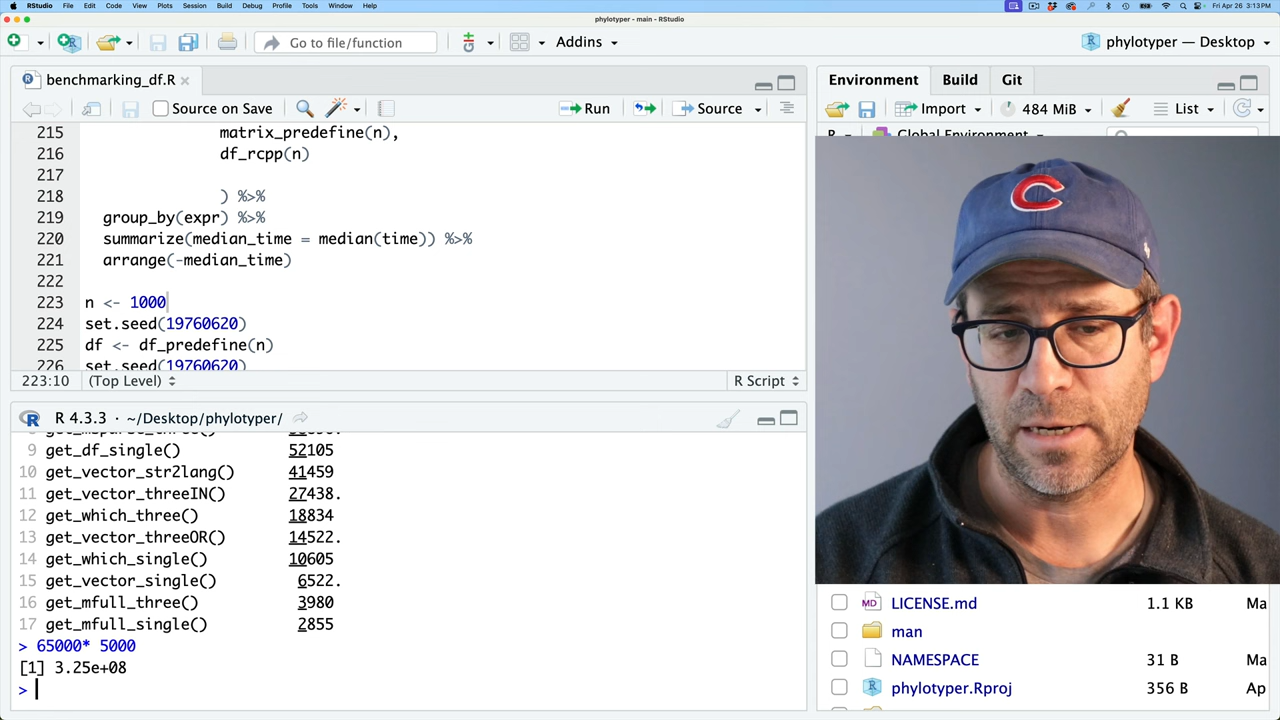 RStudio File Edit Code View Plots Session Build Debug Profile Tools Window Help Fri Apr 26 3:13 PM
phylotyper - main - RStudio
Go to file/function Addins phylotyper — Desktop
benchmarking_df.R
Source on Save Run Source
215 matrix_predefine(n),
216 df_rcpp(n)
217
218 ) %>%
219 group_by(expr) %>%
220 summarize(median_time = median(time)) %>%
221 arrange(-median_time)
222
223 n <- 1000
224 set.seed(19760620)
225 df <- df_predefine(n)
226 set.seed(19760620)
223:10 (Top Level) R Script
R 4.3.3 · ~/Desktop/phylotyper/
9 get_df_single() 52105
10 get_vector_str2lang() 41459
11 get_vector_threeIN() 27438.
12 get_which_three() 18834
13 get_vector_threeOR() 14522.
14 get_which_single() 10605
15 get_vector_single() 6522.
16 get_mfull_three() 3980
17 get_mfull_single() 2855
> 65000* 5000
[1] 3.25e+08
>
Environment Build Git
Import 484 MiB List
R Global Environment
C
MD LICENSE.md 1.1 KB Ma
man
NAMESPACE 31 B Ma
phylotyper.Rproj 356 B Ap